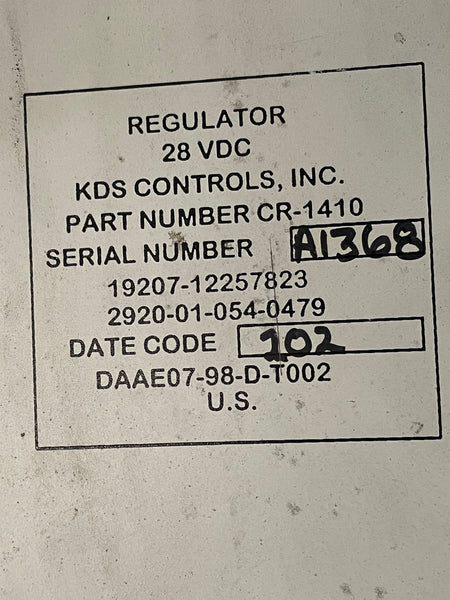 REGULATOR
28 VDC
KDS CONTROLS, INC.
PART NUMBER CR-1410
SERIAL NUMBER A1368
19207-12257823
2920-01-054-0479
DATE CODE 102
DAAE07-98-D-T002
U.S.